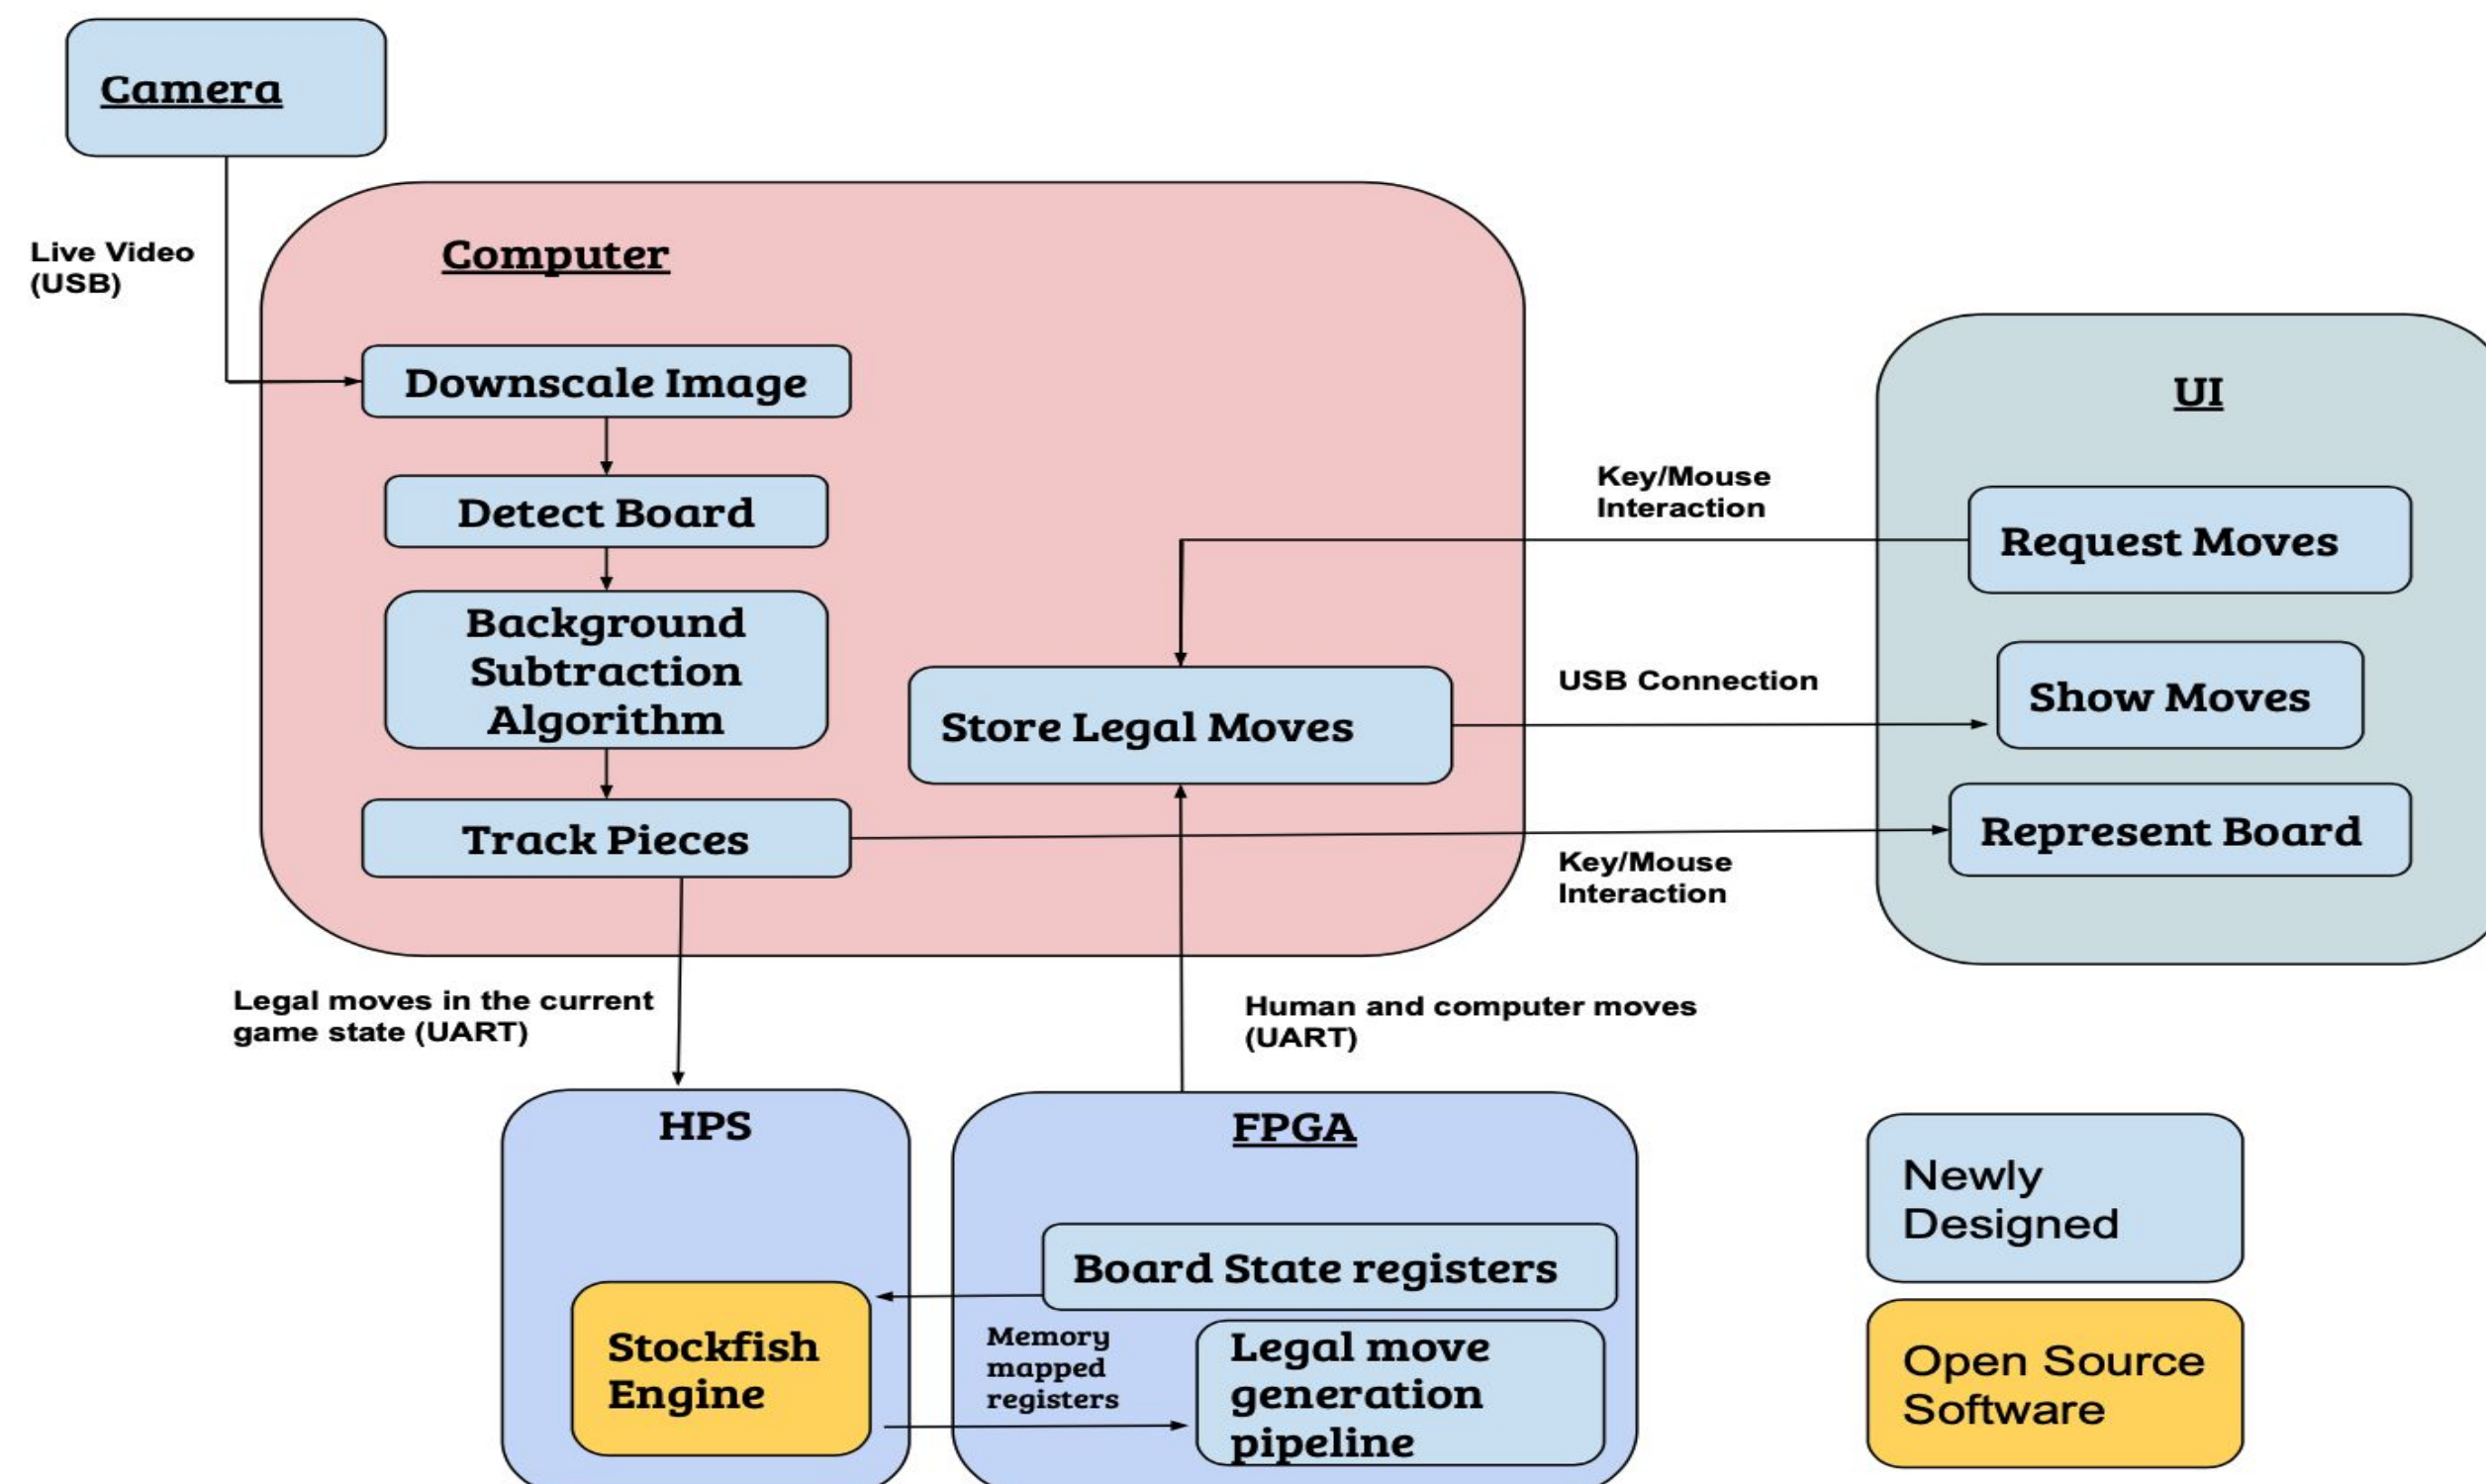 Camera
Live Video
(USB)
Computer
Downscale Image
Detect Board
Background
Subtraction
Algorithm
Track Pieces
Store Legal Moves
Key/Mouse
Interaction
USB Connection
Key/Mouse
Interaction
UI
Request Moves
Show Moves
Represent Board
Legal moves in the current
game state (UART)
Human and computer moves
(UART)
HPS
Stockfish
Engine
Memory
mapped
registers
FPGA
Board State registers
Legal move
generation
pipeline
Newly
Designed
Open Source
Software